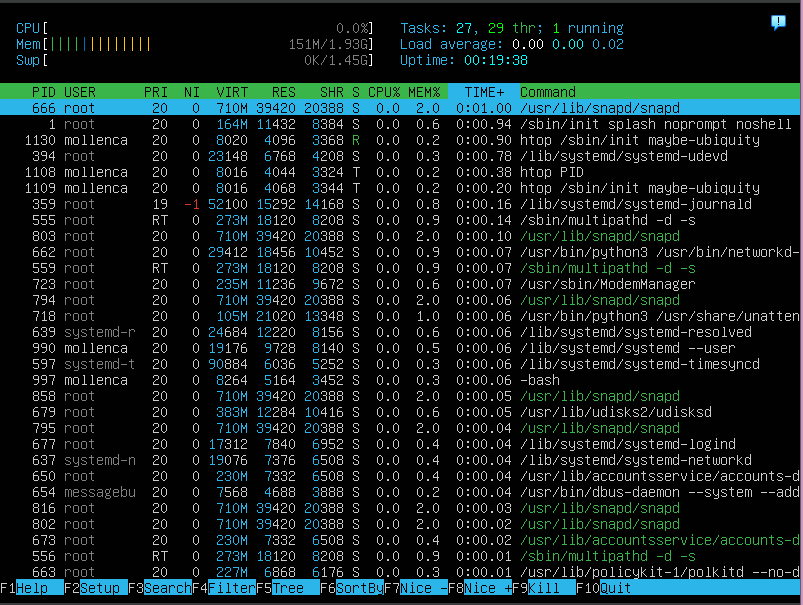 CPU[ 0.0%] Tasks: 27, 29 thr; 1 running
Mem[|||||||||||||| 151M/1.93G] Load average: 0.00 0.00 0.02
Swp[ 0K/1.45G] Uptime: 00:19:38
PID USER PRI NI VIRT RES SHR S CPU% MEM% TIME+ Command
666 root 20 0 710M 39420 20388 S 0.0 2.0 0:01.00 /usr/lib/snapd/snapd
1 root 20 0 164M 11432 8384 S 0.0 0.6 0:00.94 /sbin/init splash noprompt noshell
1130 mollenca 20 0 8020 4096 3368 R 0.0 0.2 0:00.90 htop /sbin/init maybe-ubiquity
394 root 20 0 23148 6768 4208 S 0.0 0.3 0:00.78 /lib/systemd/systemd-udevd
1108 mollenca 20 0 8016 4044 3324 T 0.0 0.2 0:00.38 htop PID
1109 mollenca 20 0 8016 4068 3344 T 0.0 0.2 0:00.20 htop /sbin/init maybe-ubiquity
359 root 19 -1 52100 15292 14168 S 0.0 0.8 0:00.16 /lib/systemd/systemd-journald
555 root RT 0 273M 18120 8208 S 0.0 0.9 0:00.14 /sbin/multipathd -d -s
803 root 20 0 710M 39420 20388 S 0.0 2.0 0:00.10 /usr/lib/snapd/snapd
662 root 20 0 29412 18456 10452 S 0.0 0.9 0:00.07 /usr/bin/python3 /usr/bin/networkd-
559 root RT 0 273M 18120 8208 S 0.0 0.9 0:00.07 /sbin/multipathd -d -s
723 root 20 0 235M 11236 9672 S 0.0 0.6 0:00.07 /usr/sbin/ModemManager
794 root 20 0 710M 39420 20388 S 0.0 2.0 0:00.06 /usr/lib/snapd/snapd
718 root 20 0 105M 21020 13348 S 0.0 1.0 0:00.06 /usr/bin/python3 /usr/share/unatten
639 systemd-r 20 0 24684 12220 8156 S 0.0 0.6 0:00.06 /lib/systemd/systemd-resolved
990 mollenca 20 0 19176 9728 8140 S 0.0 0.5 0:00.06 /lib/systemd/systemd --user
597 systemd-t 20 0 90884 6036 5252 S 0.0 0.3 0:00.06 /lib/systemd/systemd-timesyncd
997 mollenca 20 0 8264 5164 3452 S 0.0 0.3 0:00.06 -bash
858 root 20 0 710M 39420 20388 S 0.0 2.0 0:00.05 /usr/lib/snapd/snapd
679 root 20 0 383M 12284 10416 S 0.0 0.6 0:00.05 /usr/lib/udisks2/udisksd
795 root 20 0 710M 39420 20388 S 0.0 2.0 0:00.04 /usr/lib/snapd/snapd
677 root 20 0 17312 7840 6952 S 0.0 0.4 0:00.04 /lib/systemd/systemd-logind
637 systemd-n 20 0 19076 7376 6508 S 0.0 0.4 0:00.04 /lib/systemd/systemd-networkd
650 root 20 0 230M 7332 6508 S 0.0 0.4 0:00.04 /usr/lib/accountsservice/accounts-d
654 messagebu 20 0 7568 4688 3888 S 0.0 0.2 0:00.04 /usr/bin/dbus-daemon --system --add
816 root 20 0 710M 39420 20388 S 0.0 2.0 0:00.03 /usr/lib/snapd/snapd
802 root 20 0 710M 39420 20388 S 0.0 2.0 0:00.02 /usr/lib/snapd/snapd
673 root 20 0 230M 7332 6508 S 0.0 0.4 0:00.02 /usr/lib/accountsservice/accounts-d
556 root RT 0 273M 18120 8208 S 0.0 0.9 0:00.01 /sbin/multipathd -d -s
663 root 20 0 227M 6868 6176 S 0.0 0.3 0:00.01 /usr/lib/policykit-1/polkitd --no-d
F1Help F2Setup F3SearchF4FilterF5Tree F6SortByF7Nice -F8Nice +F9Kill F10Quit